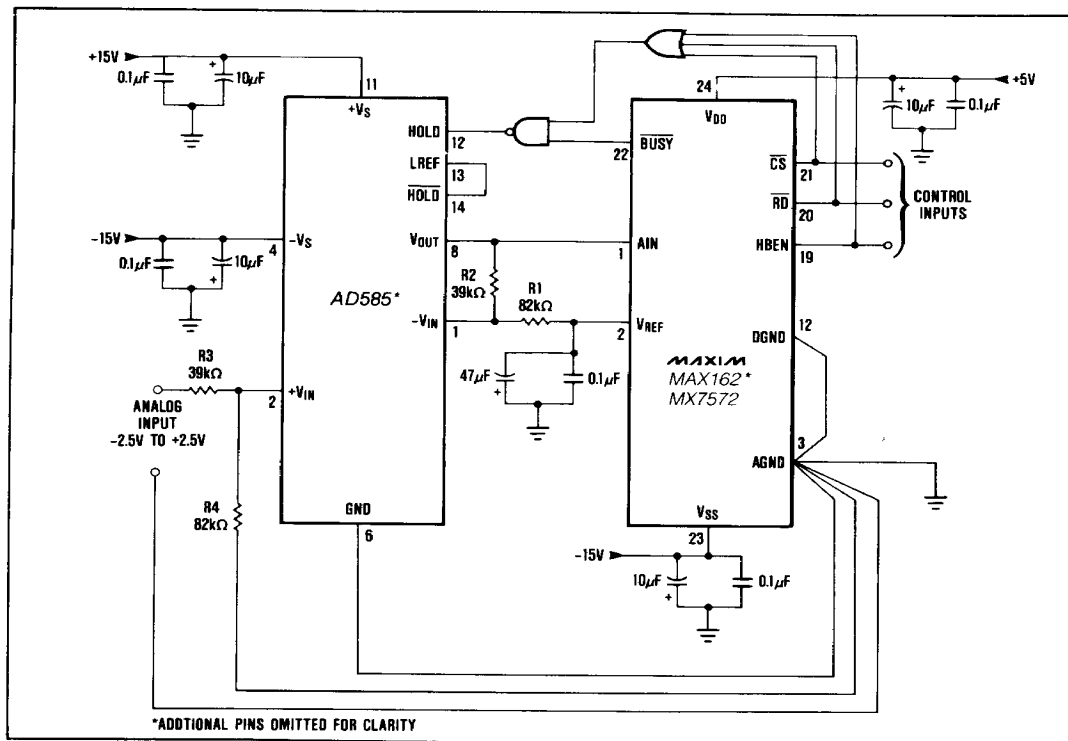 +15V
0.1µF
+
10µF
11
+VS
HOLD
12
LREF
13
HOLD
14
-15V
0.1µF
+
10µF
4
-VS
VOUT
8
AD585*
R2
39kΩ
R1
82kΩ
-VIN
1
R3
39kΩ
2
+VIN
ANALOG
INPUT
-2.5V TO +2.5V
R4
82kΩ
GND
6
47µF
+
0.1µF
24
VDD
+
10µF
0.1µF
+5V
BUSY
22
CS
21
RD
20
HBEN
19
CONTROL
INPUTS
AIN
1
2
VREF
MAXIM
MAX162*
MX7572
DGND
12
AGND
3
VSS
23
-15V
10µF
+
0.1µF
*ADDTIONAL PINS OMITTED FOR CLARITY